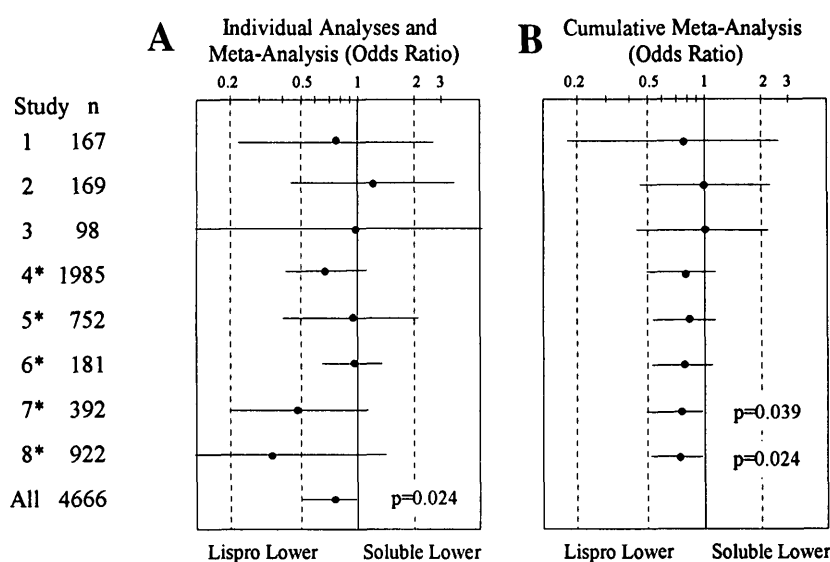 A
Individual Analyses and
Meta-Analysis (Odds Ratio)
B
Cumulative Meta-Analysis
(Odds Ratio)
0.2 0.5 1 2 3
0.2 0.5 1 2 3
Study n
1 167
2 169
3 98
4* 1985
5* 752
6* 181
7* 392
p=0.039
8* 922
p=0.024
All 4666
p=0.024
Lispro Lower Soluble Lower
Lispro Lower Soluble Lower